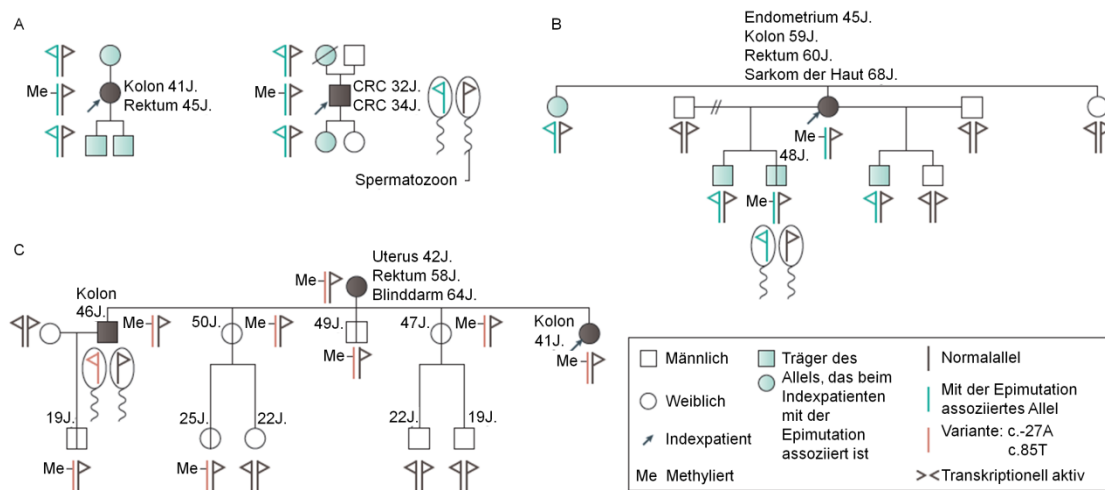 A
Me
Kolon 41J.
Rektum 45J.
Me
CRC 32J.
CRC 34J.
Spermatozoon
B
Endometrium 45J.
Kolon 59J.
Rektum 60J.
Sarkom der Haut 68J.
Me
48J.
Me
C
Me
Uterus 42J.
Rektum 58J.
Blinddarm 64J.
Kolon
46J.
Me
50J.
Me
49J.
Me
47J.
Me
Kolon
41J.
Me
19J.
Me
25J.
Me
22J.
22J.
19J.
Männlich
Weiblich
Indexpatient
Me Methyliert
Träger des
Allels, das beim
Indexpatienten
mit der
Epimutation
assoziiert ist
Normalallel
Mit der Epimutation
assoziiertes Allel
Variante: c.-27A
c.85T
Transkriptionell aktiv